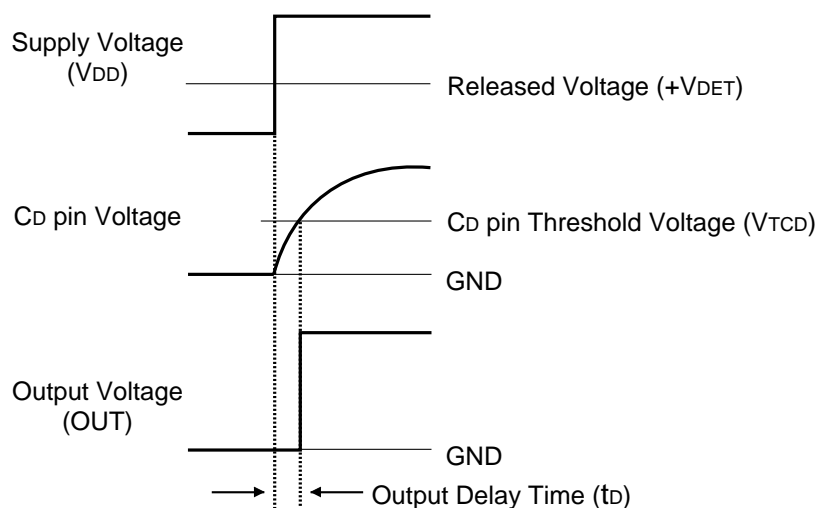 Supply Voltage
(VDD)
Released Voltage (+VDET)
CD pin Voltage
CD pin Threshold Voltage (VTCD)
GND
Output Voltage
(OUT)
GND
Output Delay Time (tD)